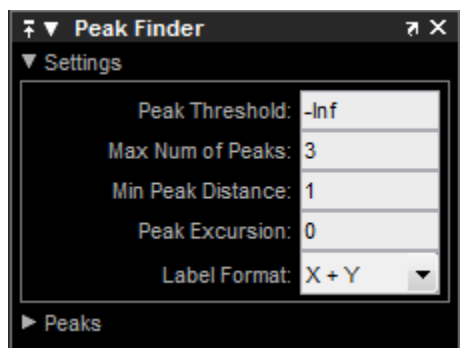 Peak Finder
Settings
Peak Threshold: -Inf
Max Num of Peaks: 3
Min Peak Distance: 1
Peak Excursion: 0
Label Format: X + Y
Peaks